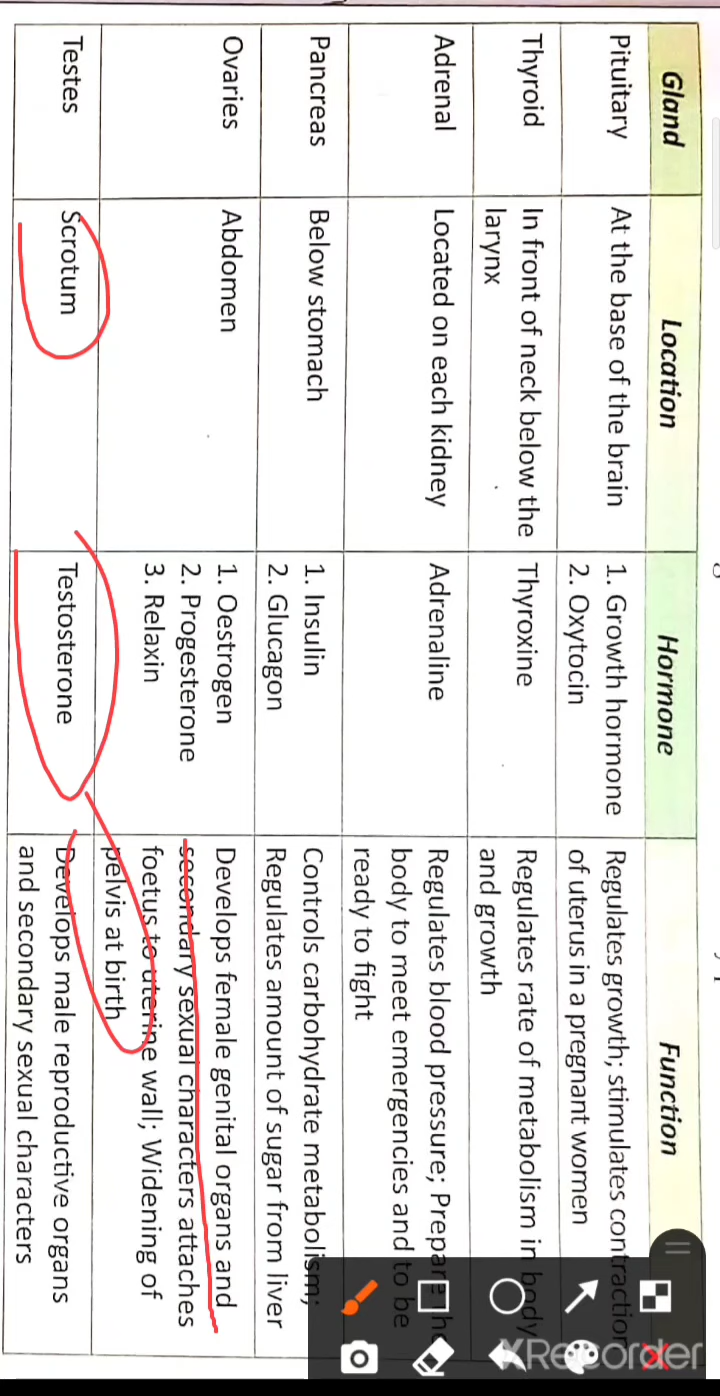 Gland Location Hormone Function
Pituitary At the base of the brain 1. Growth hormone Regulates growth; stimulates contraction
2. Oxytocin of uterus in a pregnant women
Thyroid In front of neck below the Thyroxine Regulates rate of metabolism in body
larynx and growth
Adrenal Located on each kidney Adrenaline Regulates blood pressure; Prepare the
body to meet emergencies and to be
ready to fight
Pancreas Below stomach 1. Insulin Controls carbohydrate metabolism;
2. Glucagon Regulates amount of sugar from liver
Ovaries Abdomen 1. Oestrogen Develops female genital organs and
2. Progesterone secondary sexual characters attaches
3. Relaxin foetus to uterine wall; Widening of
pelvis at birth
Testes Scrotum Testosterone Develops male reproductive organs
and secondary sexual characters
XRecorder